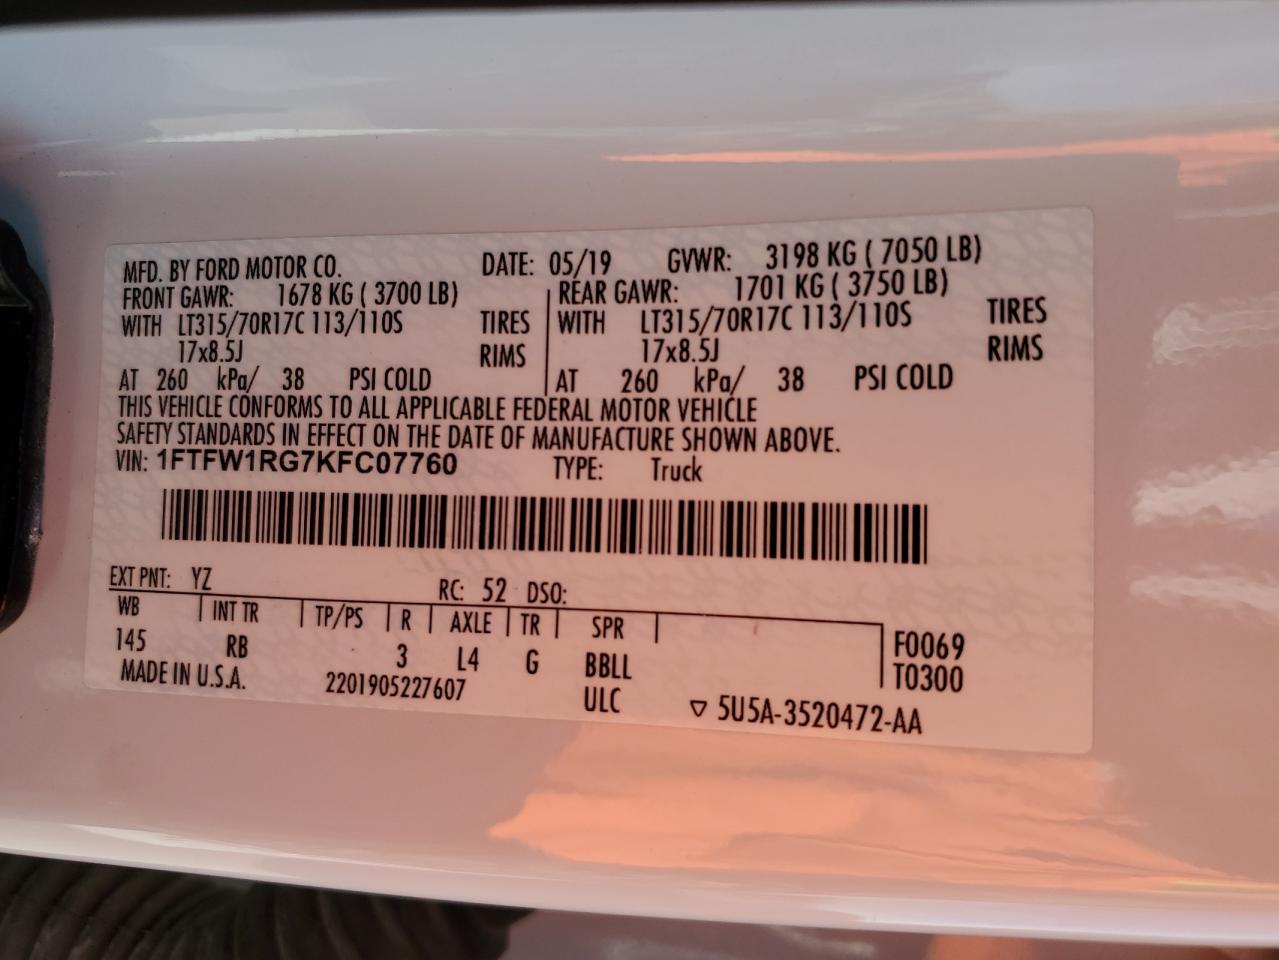 MFD. BY FORD MOTOR CO. DATE: 05/19 GVWR: 3198 KG ( 7050 LB)
FRONT GAWR: 1678 KG ( 3700 LB) REAR GAWR: 1701 KG ( 3750 LB)
WITH LT315/70R17C 113/110S TIRES WITH LT315/70R17C 113/110S TIRES
17x8.5J RIMS 17x8.5J RIMS
AT 260 kPa/ 38 PSI COLD AT 260 kPa/ 38 PSI COLD
THIS VEHICLE CONFORMS TO ALL APPLICABLE FEDERAL MOTOR VEHICLE
SAFETY STANDARDS IN EFFECT ON THE DATE OF MANUFACTURE SHOWN ABOVE.
VIN: 1FTFW1RG7KFC07760 TYPE: Truck
EXT PNT: YZ RC: 52 DSO:
WB INT TR TP/PS R AXLE TR SPR F0069
145 RB 3 L4 G BBLL T0300
MADE IN U.S.A. 2201905227607 ULC ▽ 5U5A-3520472-AA